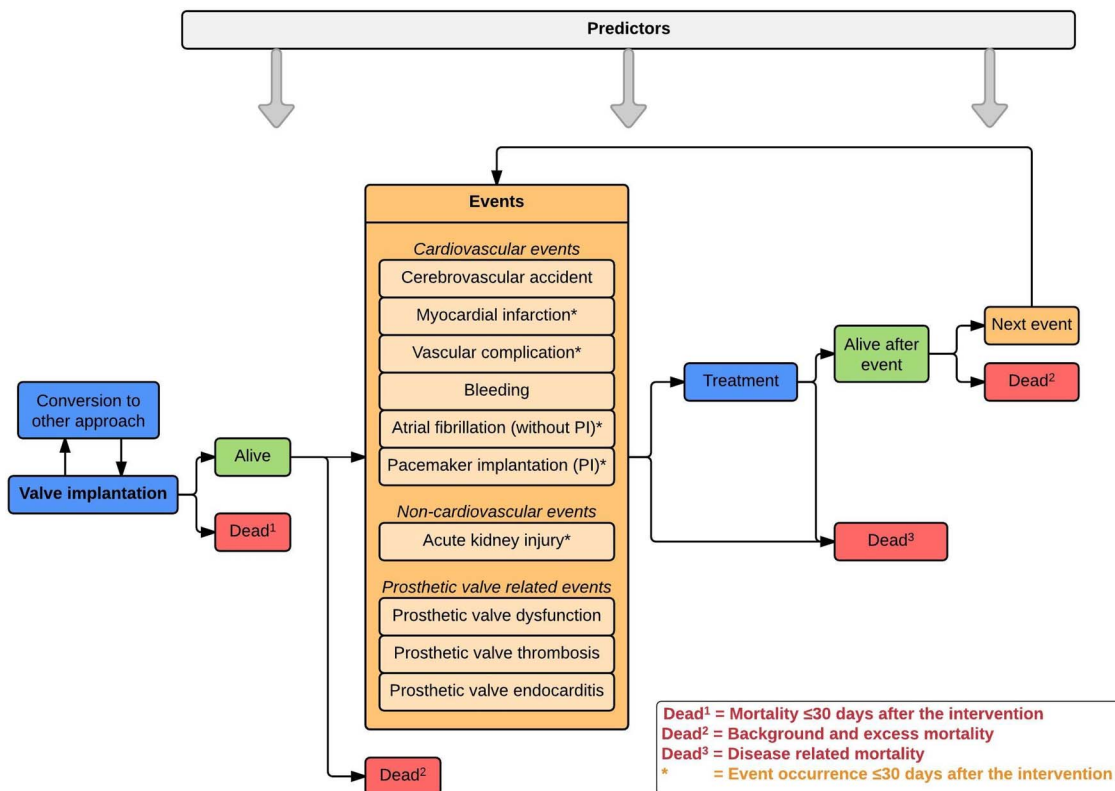 Predictors
Events
Cardiovascular events
Cerebrovascular accident
Myocardial infarction*
Vascular complication*
Bleeding
Atrial fibrillation (without PI)*
Pacemaker implantation (PI)*
Non-cardiovascular events
Acute kidney injury*
Prosthetic valve related events
Prosthetic valve dysfunction
Prosthetic valve thrombosis
Prosthetic valve endocarditis
Conversion to
other approach
Valve implantation
Alive
Dead¹
Dead²
Treatment
Alive after
event
Next event
Dead²
Dead³
Dead¹ = Mortality ≤30 days after the intervention
Dead² = Background and excess mortality
Dead³ = Disease related mortality
* = Event occurrence ≤30 days after the intervention